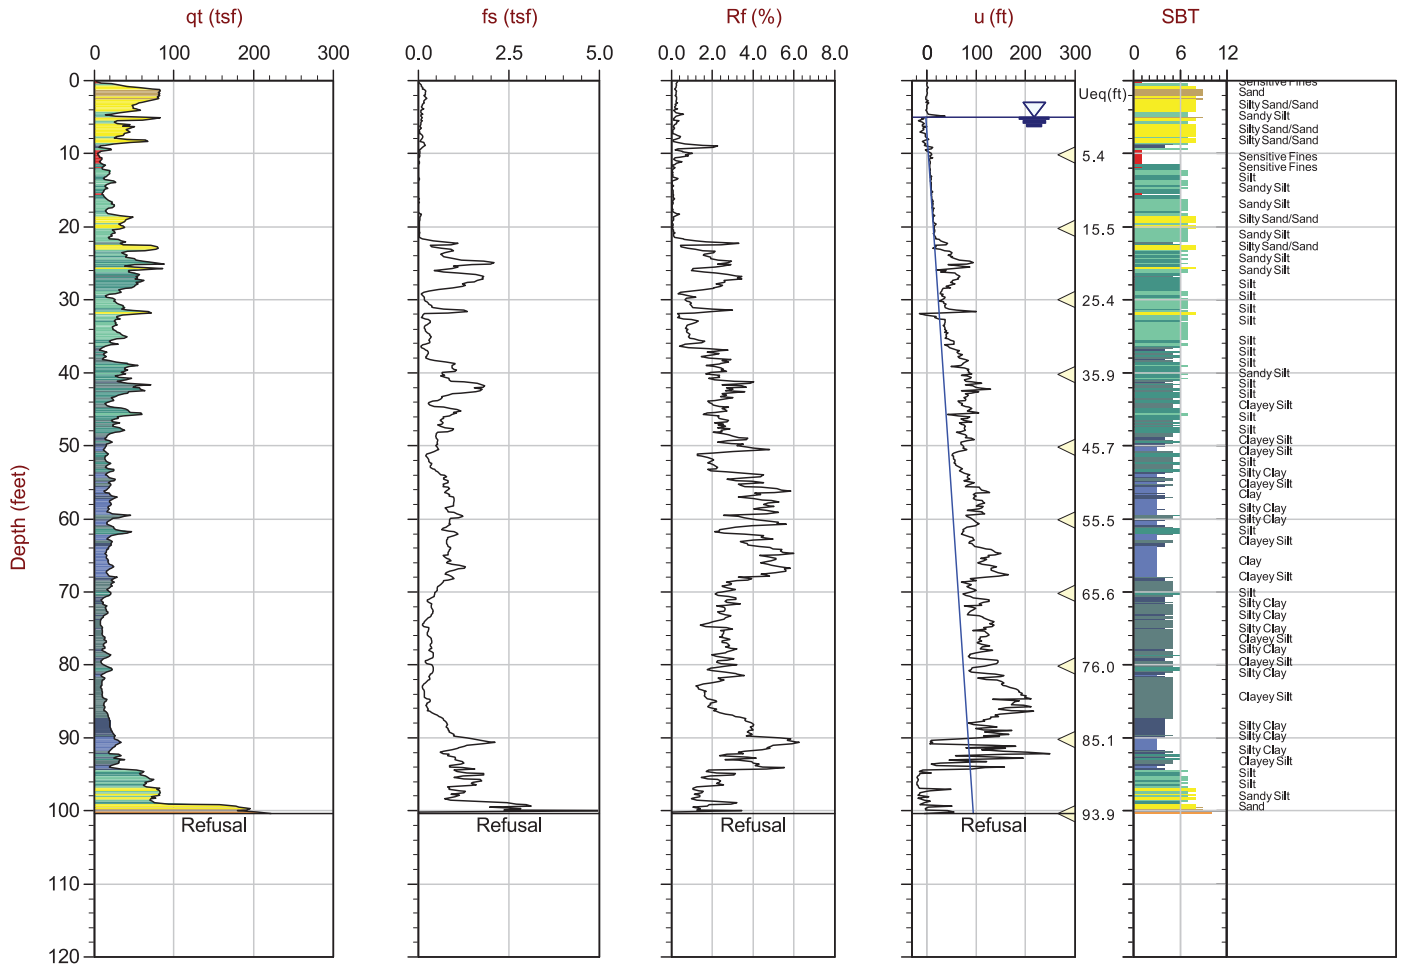 qt (tsf) fs (tsf) Rf (%) u (ft) SBT
0 100 200 300 0.0 2.5 5.0 0.0 2.0 4.0 6.0 8.0 0 100 200 300 0 6 12
Depth (feet)
0
10
20
30
40
50
60
70
80
90
100
110
120
Refusal
Refusal
Refusal
Ueq(ft)
5.4
15.5
25.4
35.9
45.7
55.5
65.6
76.0
85.1
93.9
Sensitive Fines
Sand
Silty Sand/Sand
Sandy Silt
Silty Sand/Sand
Silty Sand/Sand
Sensitive Fines
Sensitive Fines
Silt
Sandy Silt
Sandy Silt
Silty Sand/Sand
Sandy Silt
Silty Sand/Sand
Sandy Silt
Sandy Silt
Silt
Silt
Silt
Silt
Silt
Silt
Silt
Sandy Silt
Silt
Silt
Clayey Silt
Silt
Silt
Clayey Silt
Clayey Silt
Silt
Silty Clay
Clayey Silt
Clay
Silty Clay
Silty Clay
Silt
Clayey Silt
Clay
Clayey Silt
Silt
Silty Clay
Silty Clay
Silty Clay
Clayey Silt
Silty Clay
Clayey Silt
Silty Clay
Clayey Silt
Silty Clay
Silty Clay
Silty Clay
Clayey Silt
Silt
Silt
Sandy Silt
Sand